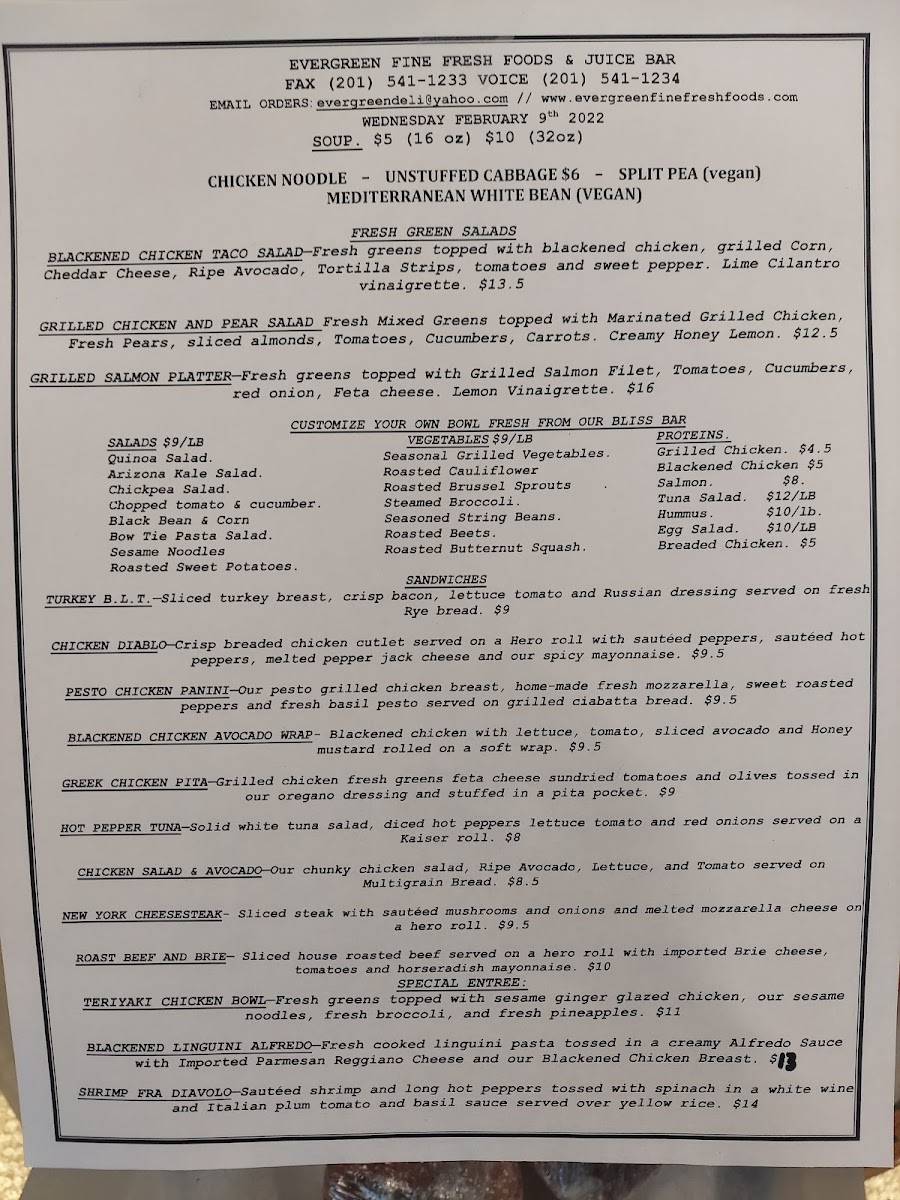 EVERGREEN FINE FRESH FOODS & JUICE BAR
FAX (201) 541-1233 VOICE (201) 541-1234
EMAIL ORDERS: evergreendeli@yahoo.com // www.evergreenfinefreshfoods.com
WEDNESDAY FEBRUARY 9th 2022
SOUP. $5 (16 oz) $10 (32oz)
CHICKEN NOODLE – UNSTUFFED CABBAGE $6 – SPLIT PEA (vegan)
MEDITERRANEAN WHITE BEAN (VEGAN)
FRESH GREEN SALADS
BLACKENED CHICKEN TACO SALAD—Fresh greens topped with blackened chicken, grilled Corn,
Cheddar Cheese, Ripe Avocado, Tortilla Strips, tomatoes and sweet pepper. Lime Cilantro
vinaigrette. $13.5
GRILLED CHICKEN AND PEAR SALAD Fresh Mixed Greens topped with Marinated Grilled Chicken,
Fresh Pears, sliced almonds, Tomatoes, Cucumbers, Carrots. Creamy Honey Lemon. $12.5
GRILLED SALMON PLATTER—Fresh greens topped with Grilled Salmon Filet, Tomatoes, Cucumbers,
red onion, Feta cheese. Lemon Vinaigrette. $16
CUSTOMIZE YOUR OWN BOWL FRESH FROM OUR BLISS BAR
SALADS $9/LB
Quinoa Salad.
Arizona Kale Salad.
Chickpea Salad.
Chopped tomato & cucumber.
Black Bean & Corn
Bow Tie Pasta Salad.
Sesame Noodles
Roasted Sweet Potatoes.
VEGETABLES $9/LB
Seasonal Grilled Vegetables.
Roasted Cauliflower
Roasted Brussel Sprouts
Steamed Broccoli.
Seasoned String Beans.
Roasted Beets.
Roasted Butternut Squash.
PROTEINS.
Grilled Chicken. $4.5
Blackened Chicken $5
Salmon. $8.
Tuna Salad. $12/LB
Hummus. $10/lb.
Egg Salad. $10/LB
Breaded Chicken. $5
SANDWICHES
TURKEY B.L.T.—Sliced turkey breast, crisp bacon, lettuce tomato and Russian dressing served on fresh
Rye bread. $9
CHICKEN DIABLO—Crisp breaded chicken cutlet served on a Hero roll with sautéed peppers, sautéed hot
peppers, melted pepper jack cheese and our spicy mayonnaise. $9.5
PESTO CHICKEN PANINI—Our pesto grilled chicken breast, home-made fresh mozzarella, sweet roasted
peppers and fresh basil pesto served on grilled ciabatta bread. $9.5
BLACKENED CHICKEN AVOCADO WRAP- Blackened chicken with lettuce, tomato, sliced avocado and Honey
mustard rolled on a soft wrap. $9.5
GREEK CHICKEN PITA—Grilled chicken fresh greens feta cheese sundried tomatoes and olives tossed in
our oregano dressing and stuffed in a pita pocket. $9
HOT PEPPER TUNA—Solid white tuna salad, diced hot peppers lettuce tomato and red onions served on a
Kaiser roll. $8
CHICKEN SALAD & AVOCADO—Our chunky chicken salad, Ripe Avocado, Lettuce, and Tomato served on
Multigrain Bread. $8.5
NEW YORK CHEESESTEAK- Sliced steak with sautéed mushrooms and onions and melted mozzarella cheese on
a hero roll. $9.5
ROAST BEEF AND BRIE— Sliced house roasted beef served on a hero roll with imported Brie cheese,
tomatoes and horseradish mayonnaise. $10
SPECIAL ENTREE:
TERIYAKI CHICKEN BOWL—Fresh greens topped with sesame ginger glazed chicken, our sesame
noodles, fresh broccoli, and fresh pineapples. $11
BLACKENED LINGUINI ALFREDO—Fresh cooked linguini pasta tossed in a creamy Alfredo Sauce
with Imported Parmesan Reggiano Cheese and our Blackened Chicken Breast. $13
SHRIMP FRA DIAVOLO—Sautéed shrimp and long hot peppers tossed with spinach in a white wine
and Italian plum tomato and basil sauce served over yellow rice. $14